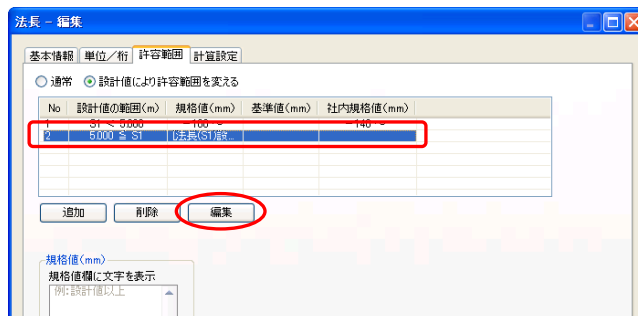 法長 - 編集
基本情報 単位／桁 許容範囲 計算設定
通常 設計値により許容範囲を変える
No 設計値の範囲(m) 規格値(mm) 基準値(mm) 社内規格値(mm)
1 S1 < 5.000 -100 ~ -140 ~
2 5.000 ≦ S1 (法長(S1)設...
追加 削除 編集
規格値(mm)
規格値欄に文字を表示
例:設計値以上